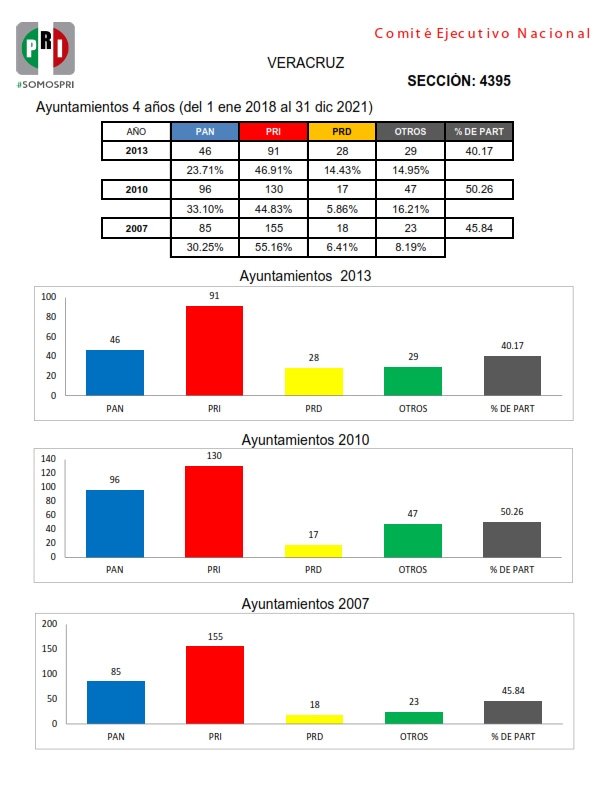 Comité Ejecutivo Nacional
PRI
#SOMOSPRI
VERACRUZ
SECCIÓN: 4395
Ayuntamientos 4 años (del 1 ene 2018 al 31 dic 2021)
AÑO PAN PRI PRD OTROS % DE PART
2013 46 91 28 29 40.17
23.71% 46.91% 14.43% 14.95%
2010 96 130 17 47 50.26
33.10% 44.83% 5.86% 16.21%
2007 85 155 18 23 45.84
30.25% 55.16% 6.41% 8.19%
Ayuntamientos 2013
100
80
60
40
20
0
46 91 28 29 40.17
PAN PRI PRD OTROS % DE PART
Ayuntamientos 2010
140
120
100
80
60
40
20
0
96 130 17 47 50.26
PAN PRI PRD OTROS % DE PART
Ayuntamientos 2007
200
150
100
50
0
85 155 18 23 45.84
PAN PRI PRD OTROS % DE PART